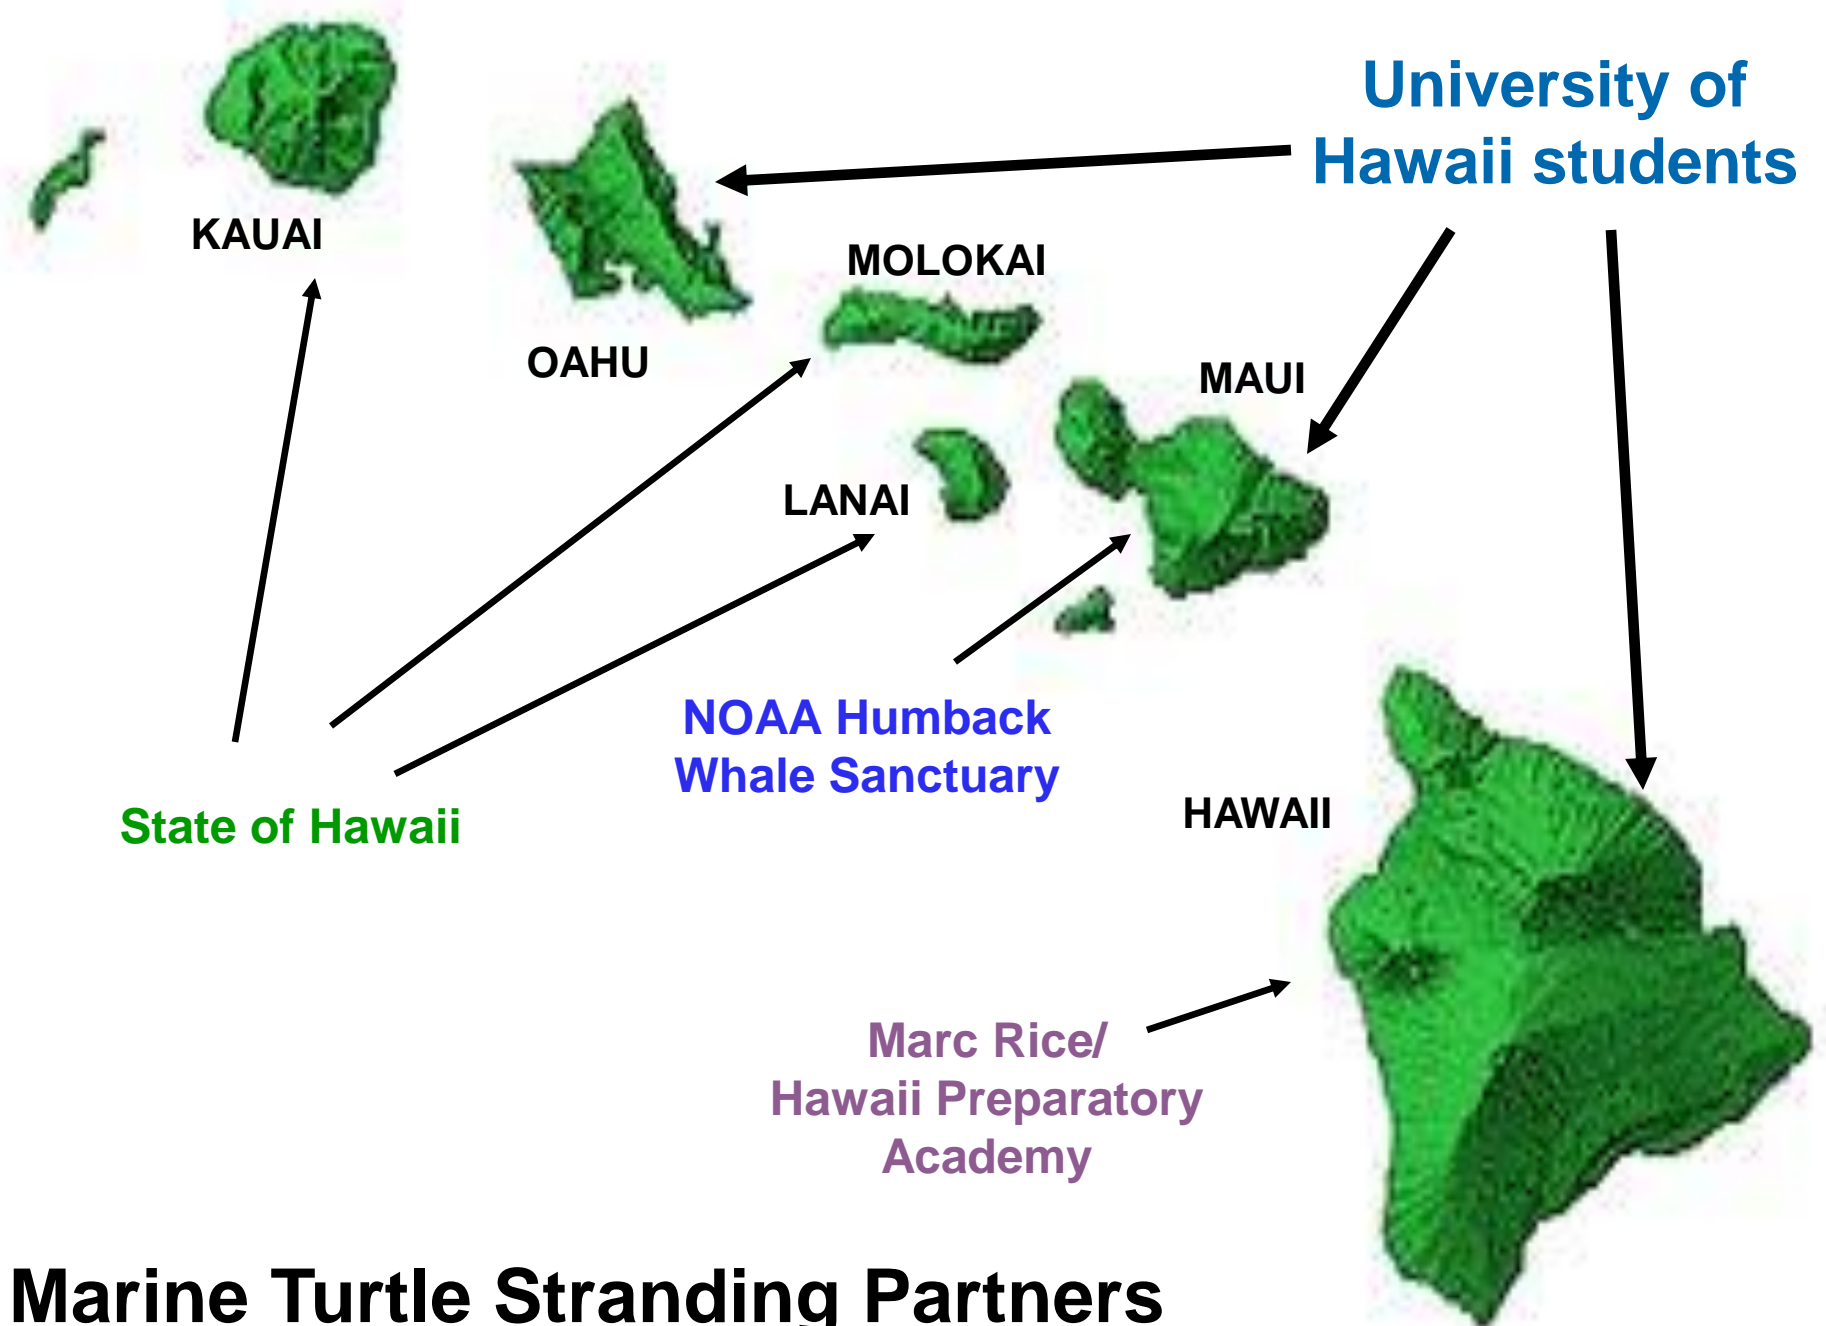 University of
Hawaii students
KAUAI
MOLOKAI
OAHU
MAUI
LANAI
NOAA Humback
Whale Sanctuary
HAWAII
State of Hawaii
Marc Rice/
Hawaii Preparatory
Academy
Marine Turtle Stranding Partners